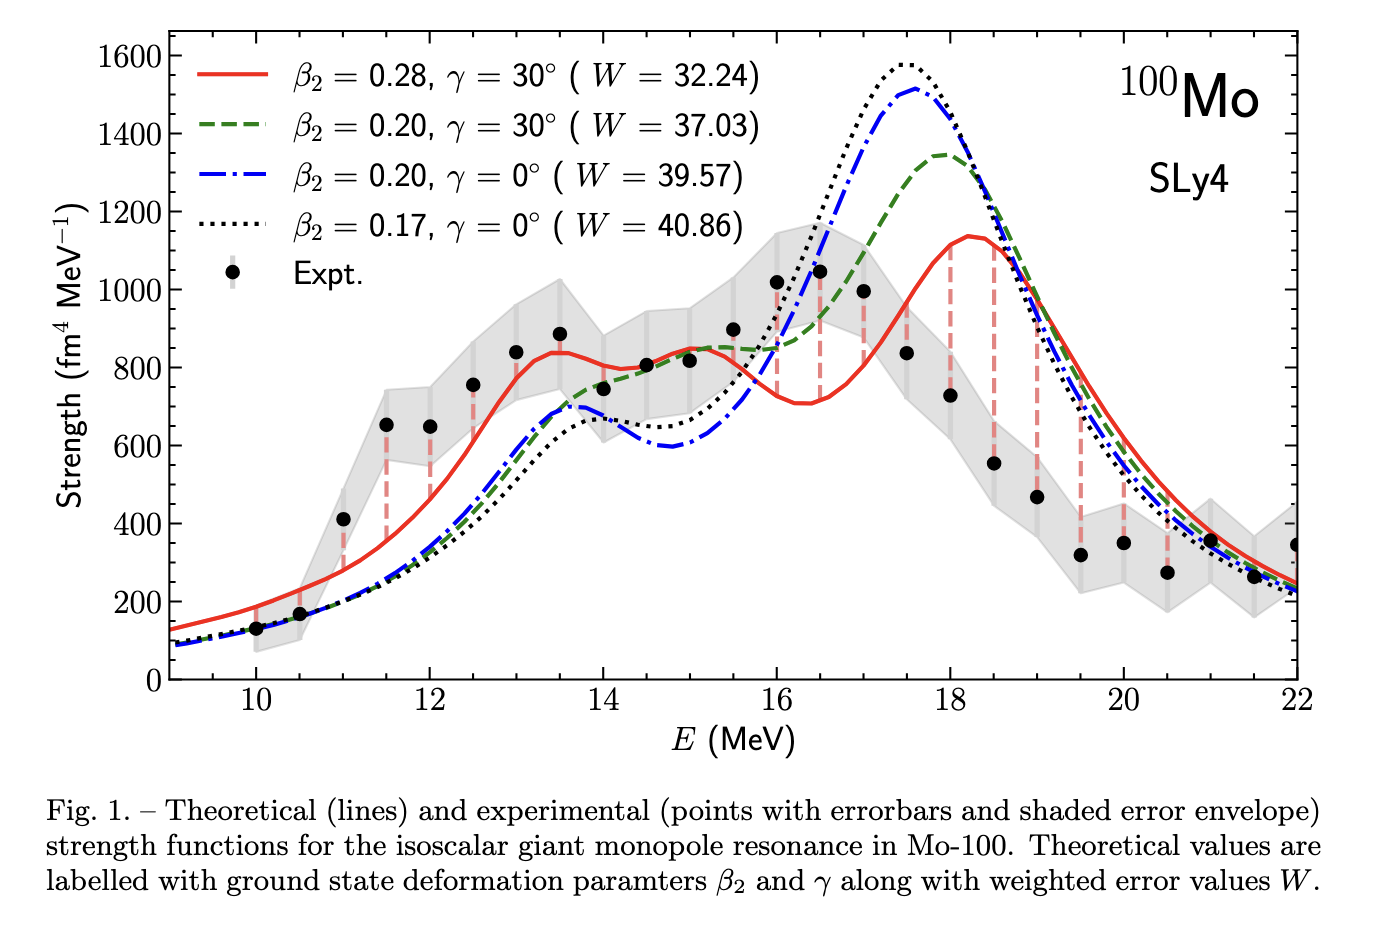 1600
1400
1200
1000
800
600
400
200
0
Strength (fm⁴ MeV⁻¹)
β₂ = 0.28, γ = 30° ( W = 32.24)
β₂ = 0.20, γ = 30° ( W = 37.03)
β₂ = 0.20, γ = 0° ( W = 39.57)
β₂ = 0.17, γ = 0° ( W = 40.86)
Expt.
¹⁰⁰Mo
SLy4
10 12 14 16 18 20 22
E (MeV)
Fig. 1. – Theoretical (lines) and experimental (points with errorbars and shaded error envelope)
strength functions for the isoscalar giant monopole resonance in Mo-100. Theoretical values are
labelled with ground state deformation paramters β₂ and γ along with weighted error values W.